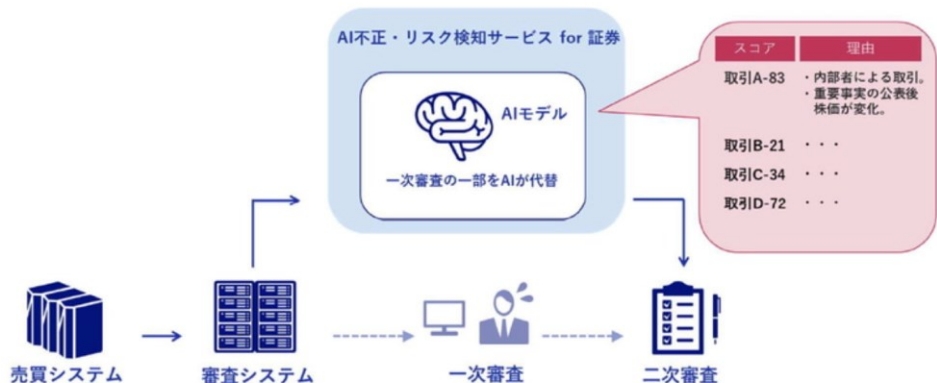 AI不正・リスク検知サービス for 証券
AIモデル
一次審査の一部をAIが代替
スコア 理由
取引A-83 ・内部者による取引。
・重要事実の公表後
株価が変化。
取引B-21 ・・・
取引C-34 ・・・
取引D-72 ・・・
売買システム
審査システム
一次審査
二次審査